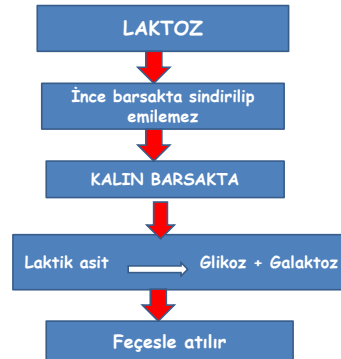 LAKTOZ
İnce barsakta sindirilip
emilemez
KALIN BARSAKTA
Laktik asit Glikoz + Galaktoz
Feçesle atılır